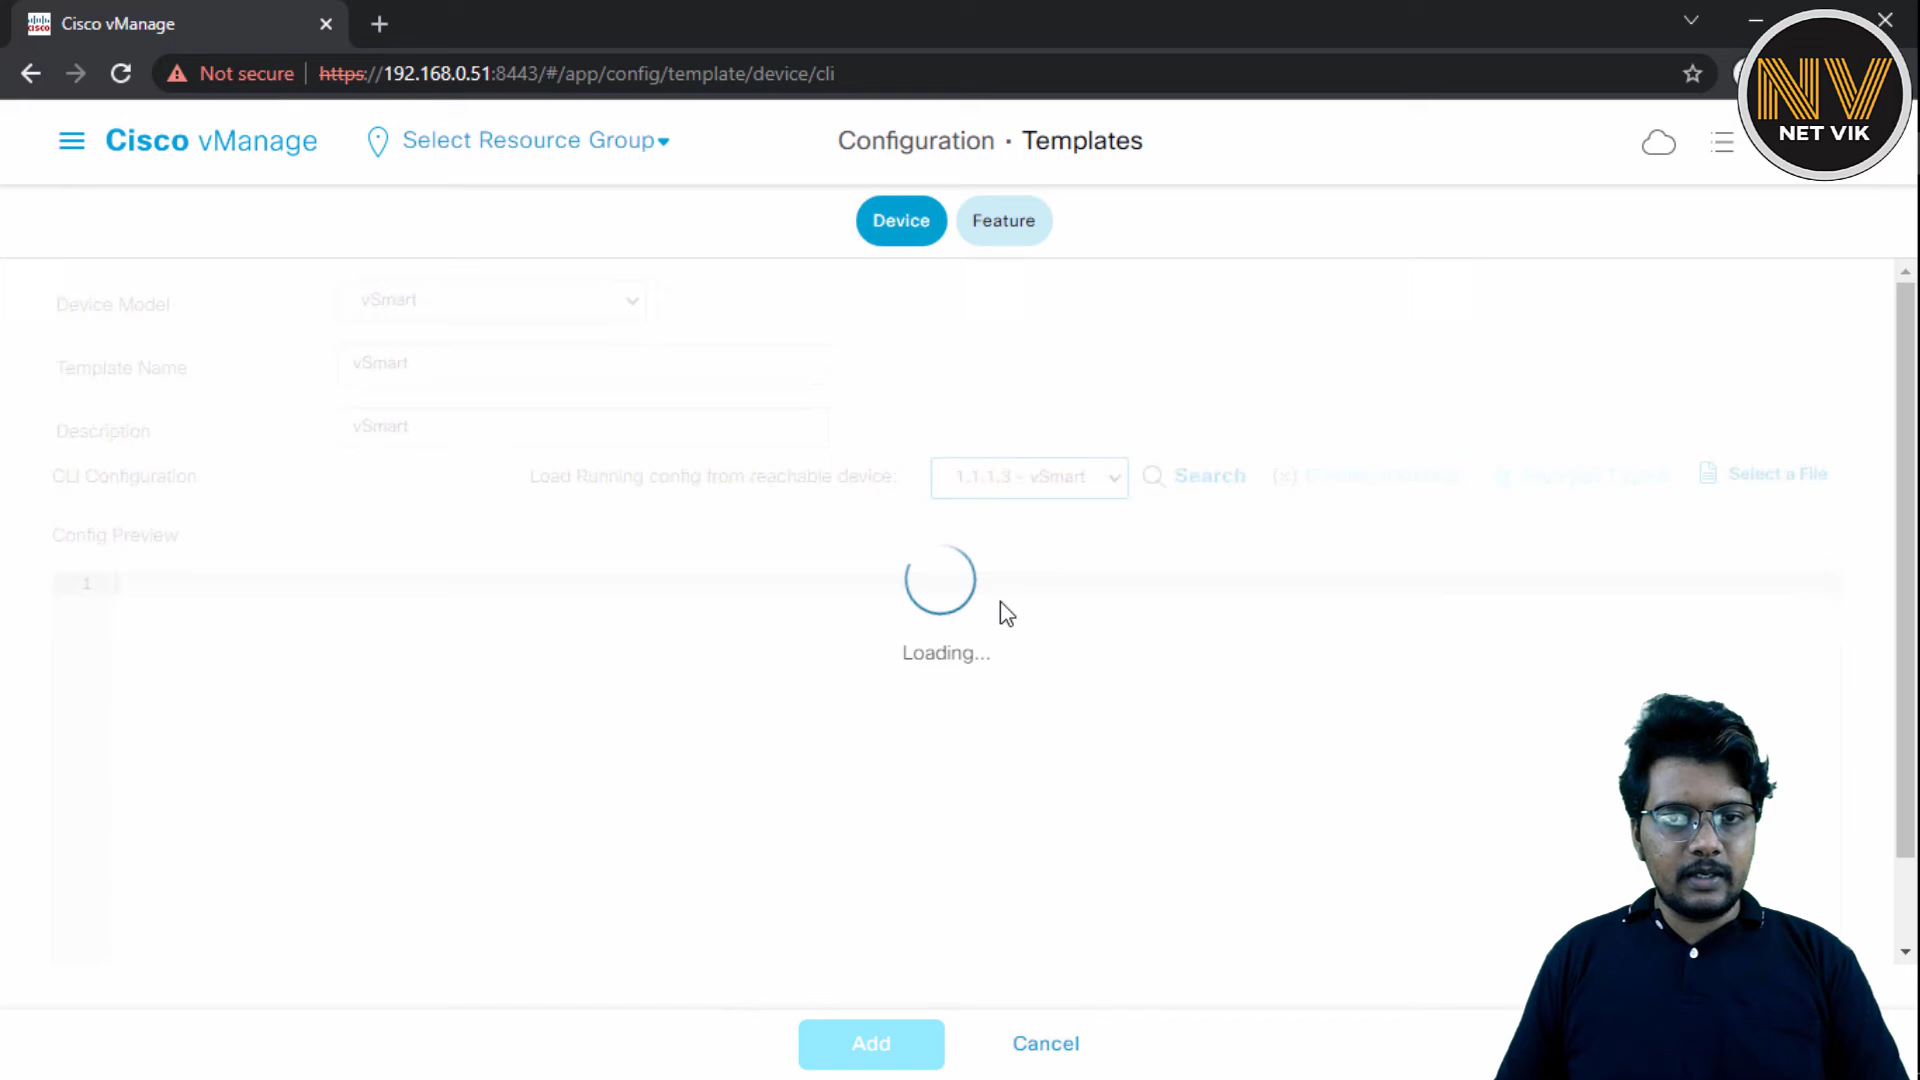 Cisco vManage
Not secure https://192.168.0.51:8443/#/app/config/template/device/cli
NV
NET VIK
Cisco vManage
Select Resource Group
Configuration · Templates
Device
Feature
Device Model
vSmart
Template Name
vSmart
Description
vSmart
CLI Configuration
Load Running config from reachable device:
1.1.1.3 - vSmart
Search
Select a File
Config Preview
1
Loading...
Add
Cancel